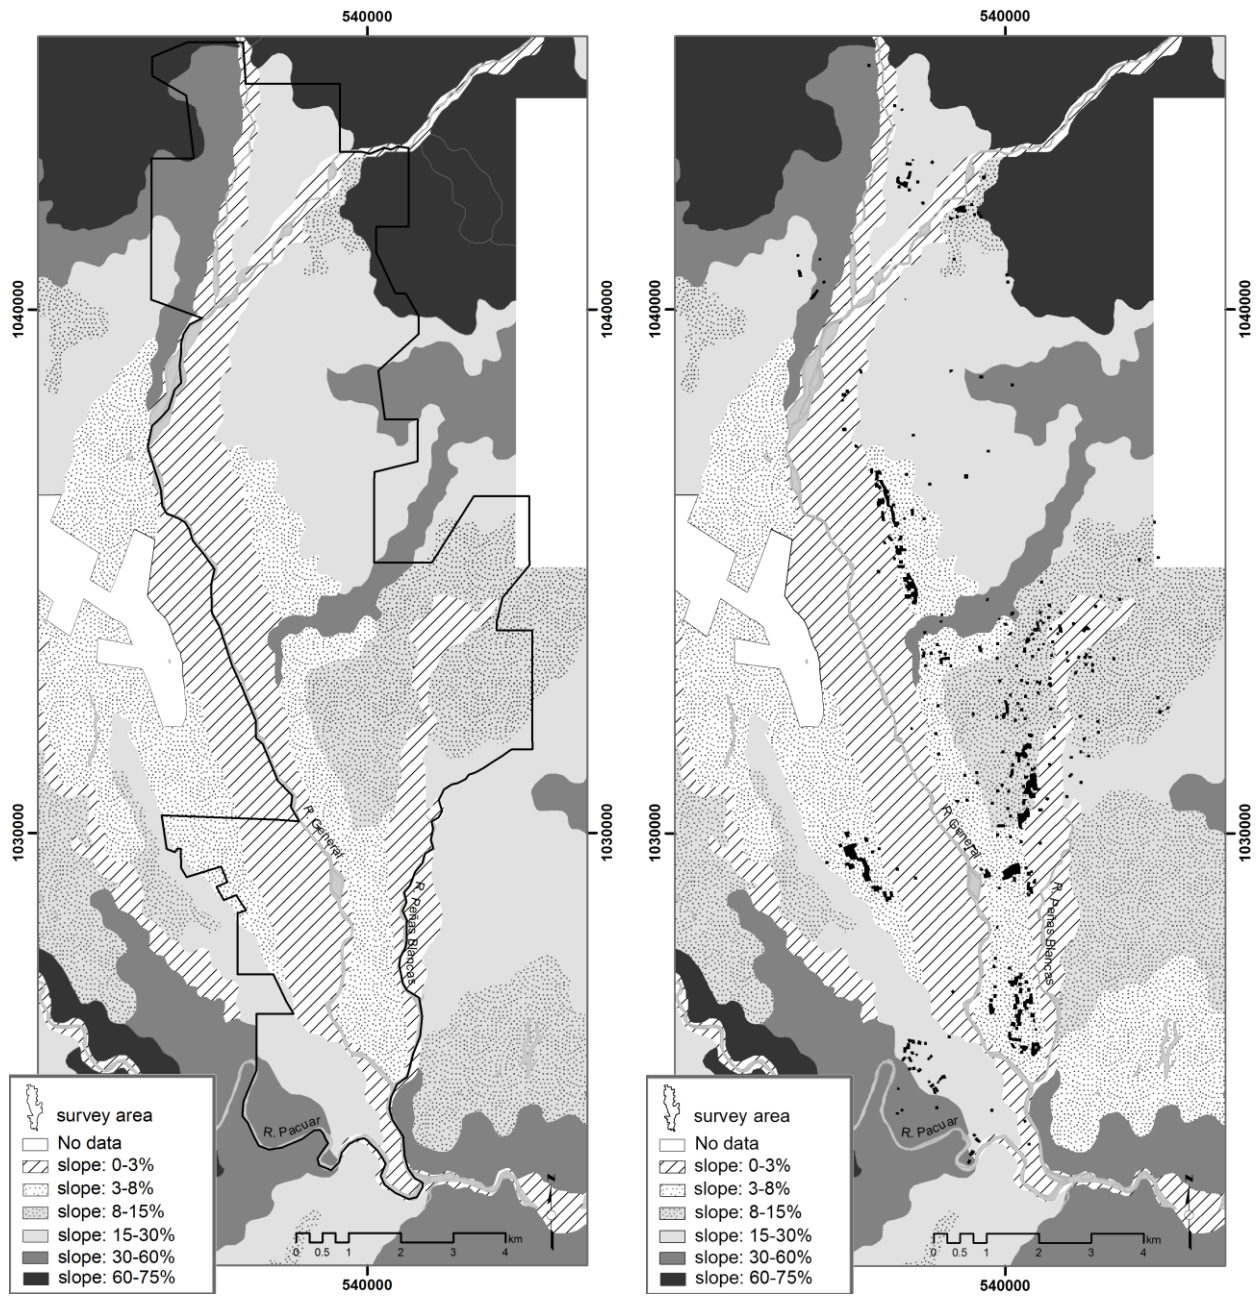 540000
540000
1040000
1040000
1040000
1040000
1030000
1030000
1030000
1030000
R. General
R. Peñas Blancas
R. Pacuar
survey area
No data
slope: 0-3%
slope: 3-8%
slope: 8-15%
slope: 15-30%
slope: 30-60%
slope: 60-75%
0 0.5 1 2 3 4
km
N
540000
R. General
R. Peñas Blancas
R. Pacuar
survey area
No data
slope: 0-3%
slope: 3-8%
slope: 8-15%
slope: 15-30%
slope: 30-60%
slope: 60-75%
0 0.5 1 2 3 4
km
N
540000